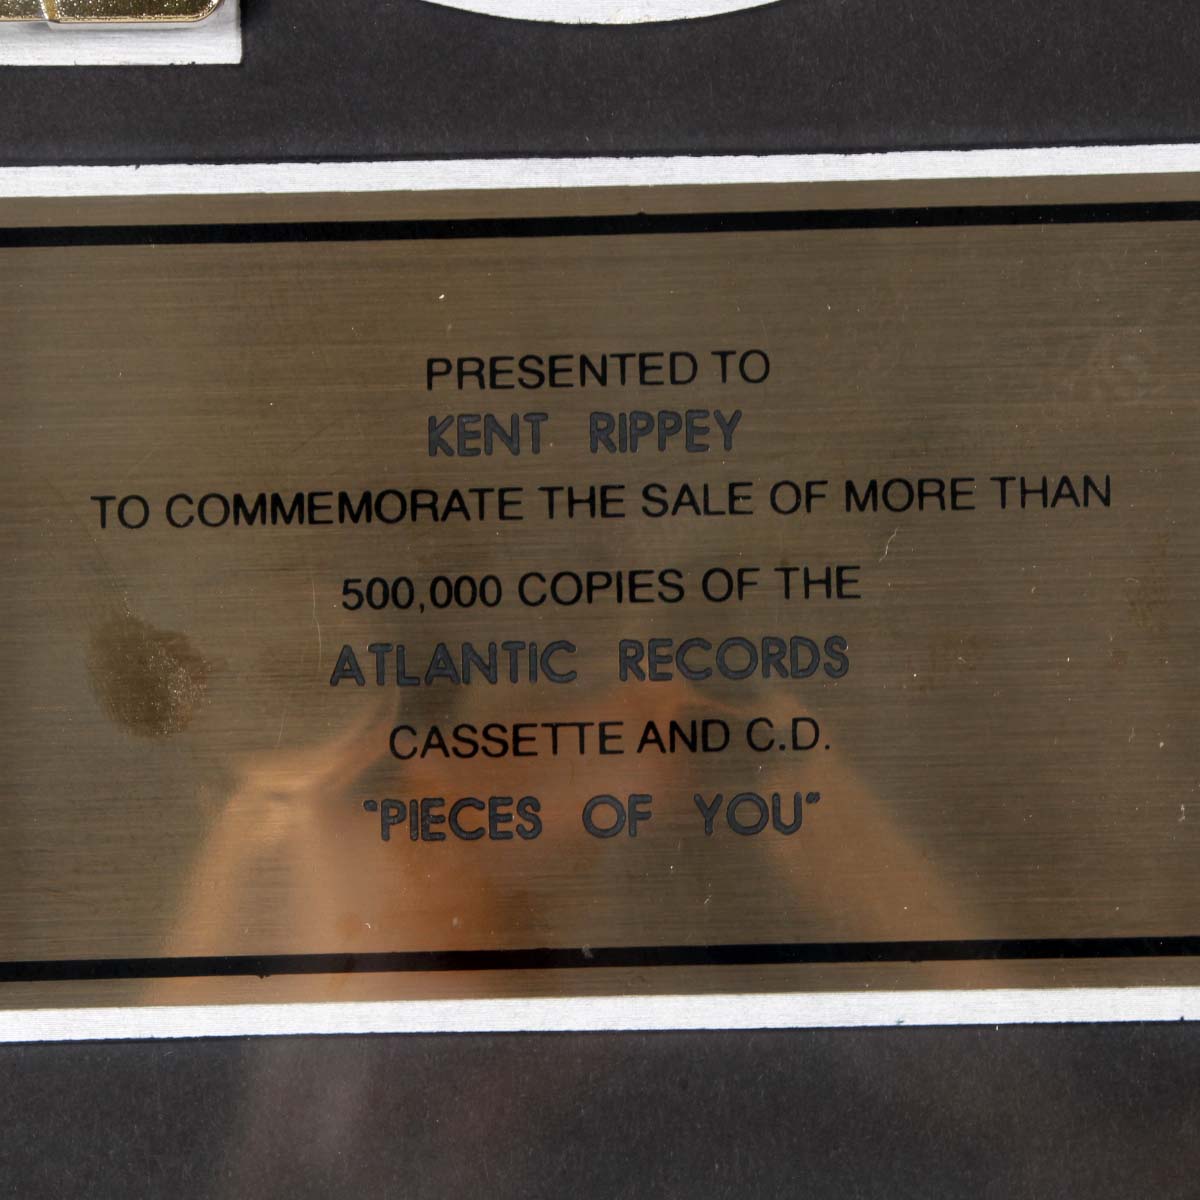 PRESENTED TO
KENT RIPPEY
TO COMMEMORATE THE SALE OF MORE THAN
500,000 COPIES OF THE
ATLANTIC RECORDS
CASSETTE AND C.D.
"PIECES OF YOU"